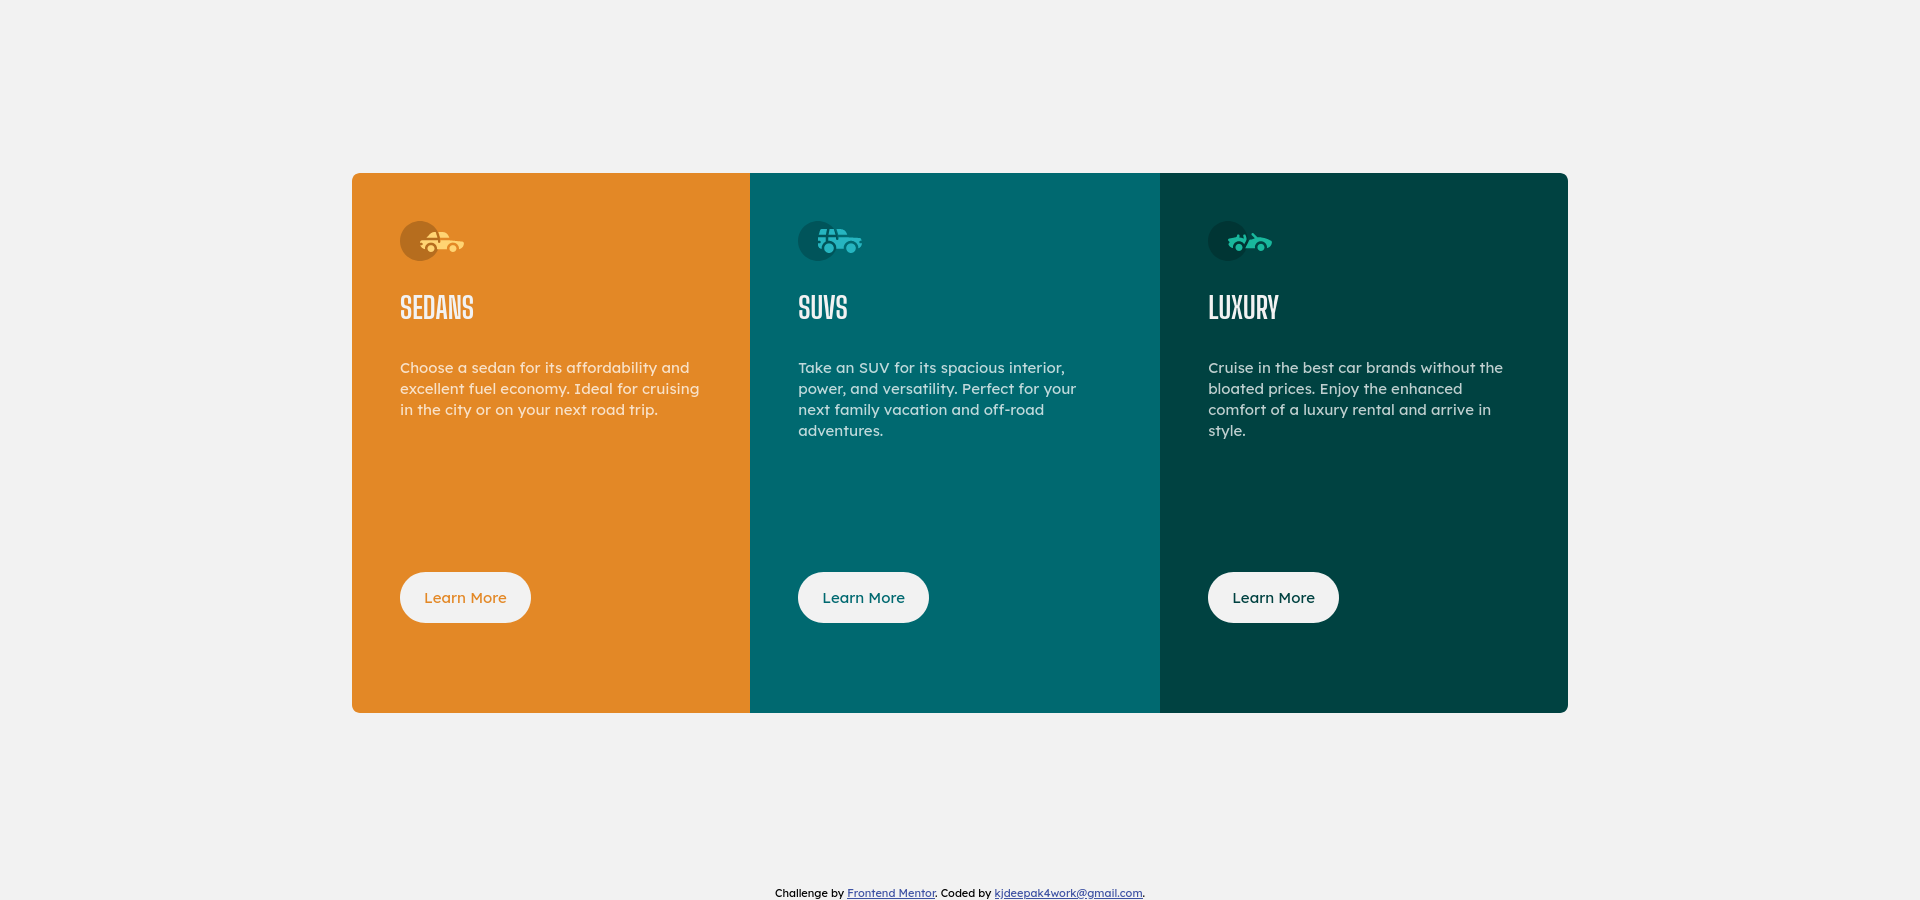 SEDANS
Choose a sedan for its affordability and
excellent fuel economy. Ideal for cruising
in the city or on your next road trip.
Learn More
SUVS
Take an SUV for its spacious interior,
power, and versatility. Perfect for your
next family vacation and off-road
adventures.
Learn More
LUXURY
Cruise in the best car brands without the
bloated prices. Enjoy the enhanced
comfort of a luxury rental and arrive in
style.
Learn More
Challenge by Frontend Mentor. Coded by kjdeepak4work@gmail.com.